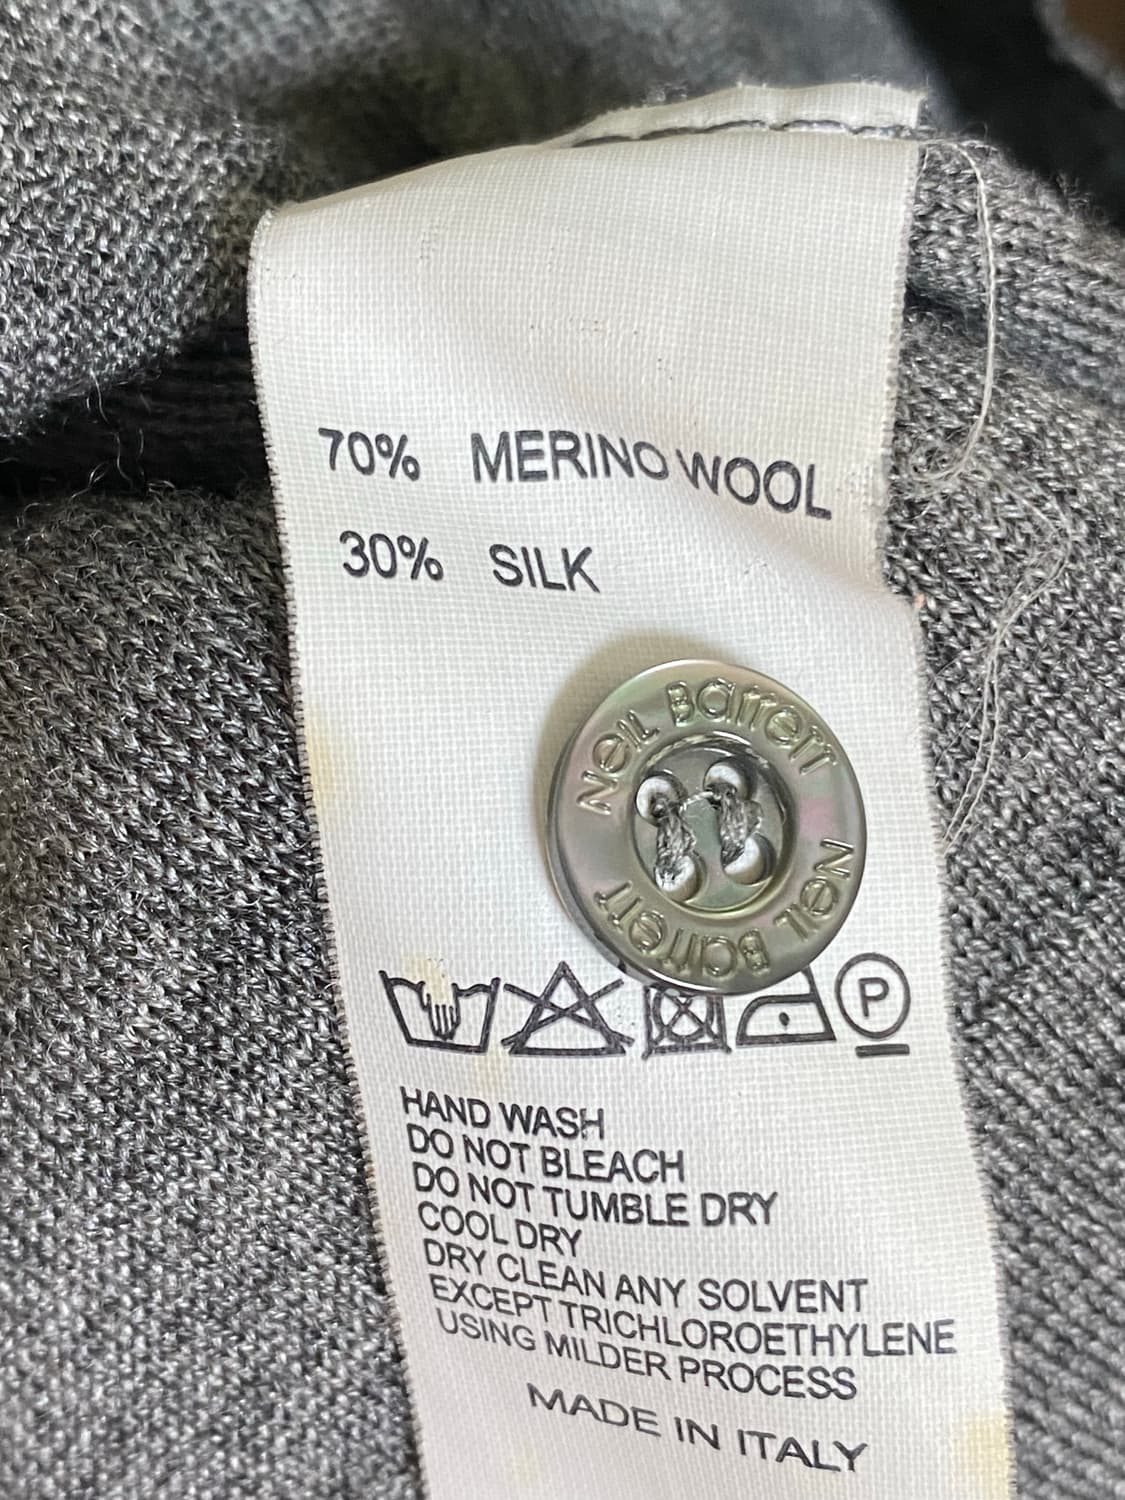 70% MERINO WOOL
30% SILK
Neil Barrett
Neil Barrett
P
HAND WASH
DO NOT BLEACH
DO NOT TUMBLE DRY
COOL DRY
DRY CLEAN ANY SOLVENT
EXCEPT TRICHLOROETHYLENE
USING MILDER PROCESS
MADE IN ITALY